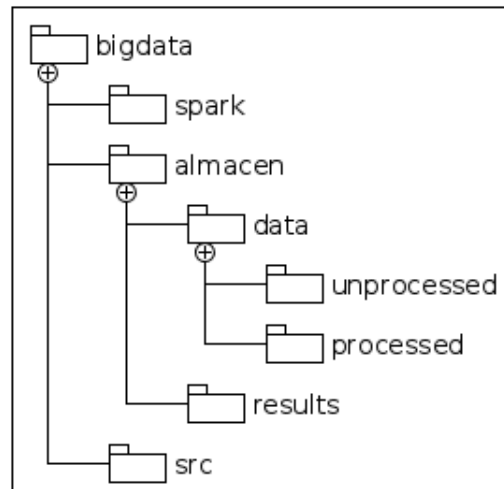 bigdata
spark
almacen
data
unprocessed
processed
results
src